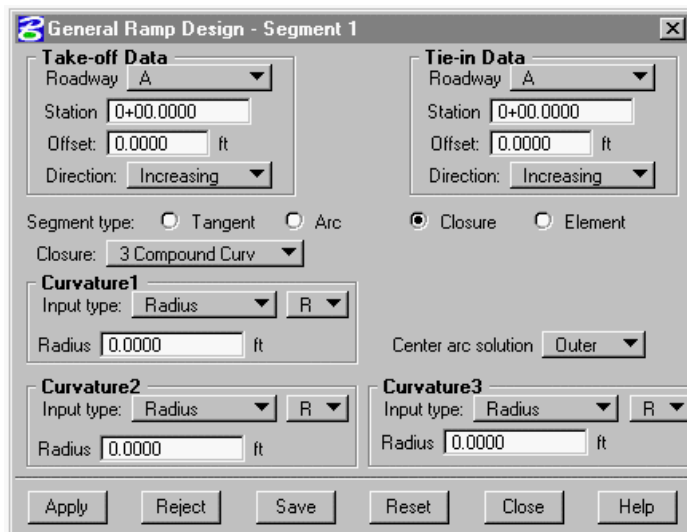 General Ramp Design - Segment 1
Take-off Data
Roadway A
Station 0+00.0000
Offset: 0.0000 ft
Direction: Increasing
Tie-in Data
Roadway A
Station 0+00.0000
Offset: 0.0000 ft
Direction: Increasing
Segment type: Tangent Arc Closure Element
Closure: 3 Compound Curv
Curvature1
Input type: Radius R
Radius 0.0000 ft
Center arc solution Outer
Curvature2
Input type: Radius R
Radius 0.0000 ft
Curvature3
Input type: Radius R
Radius 0.0000 ft
Apply Reject Save Reset Close Help